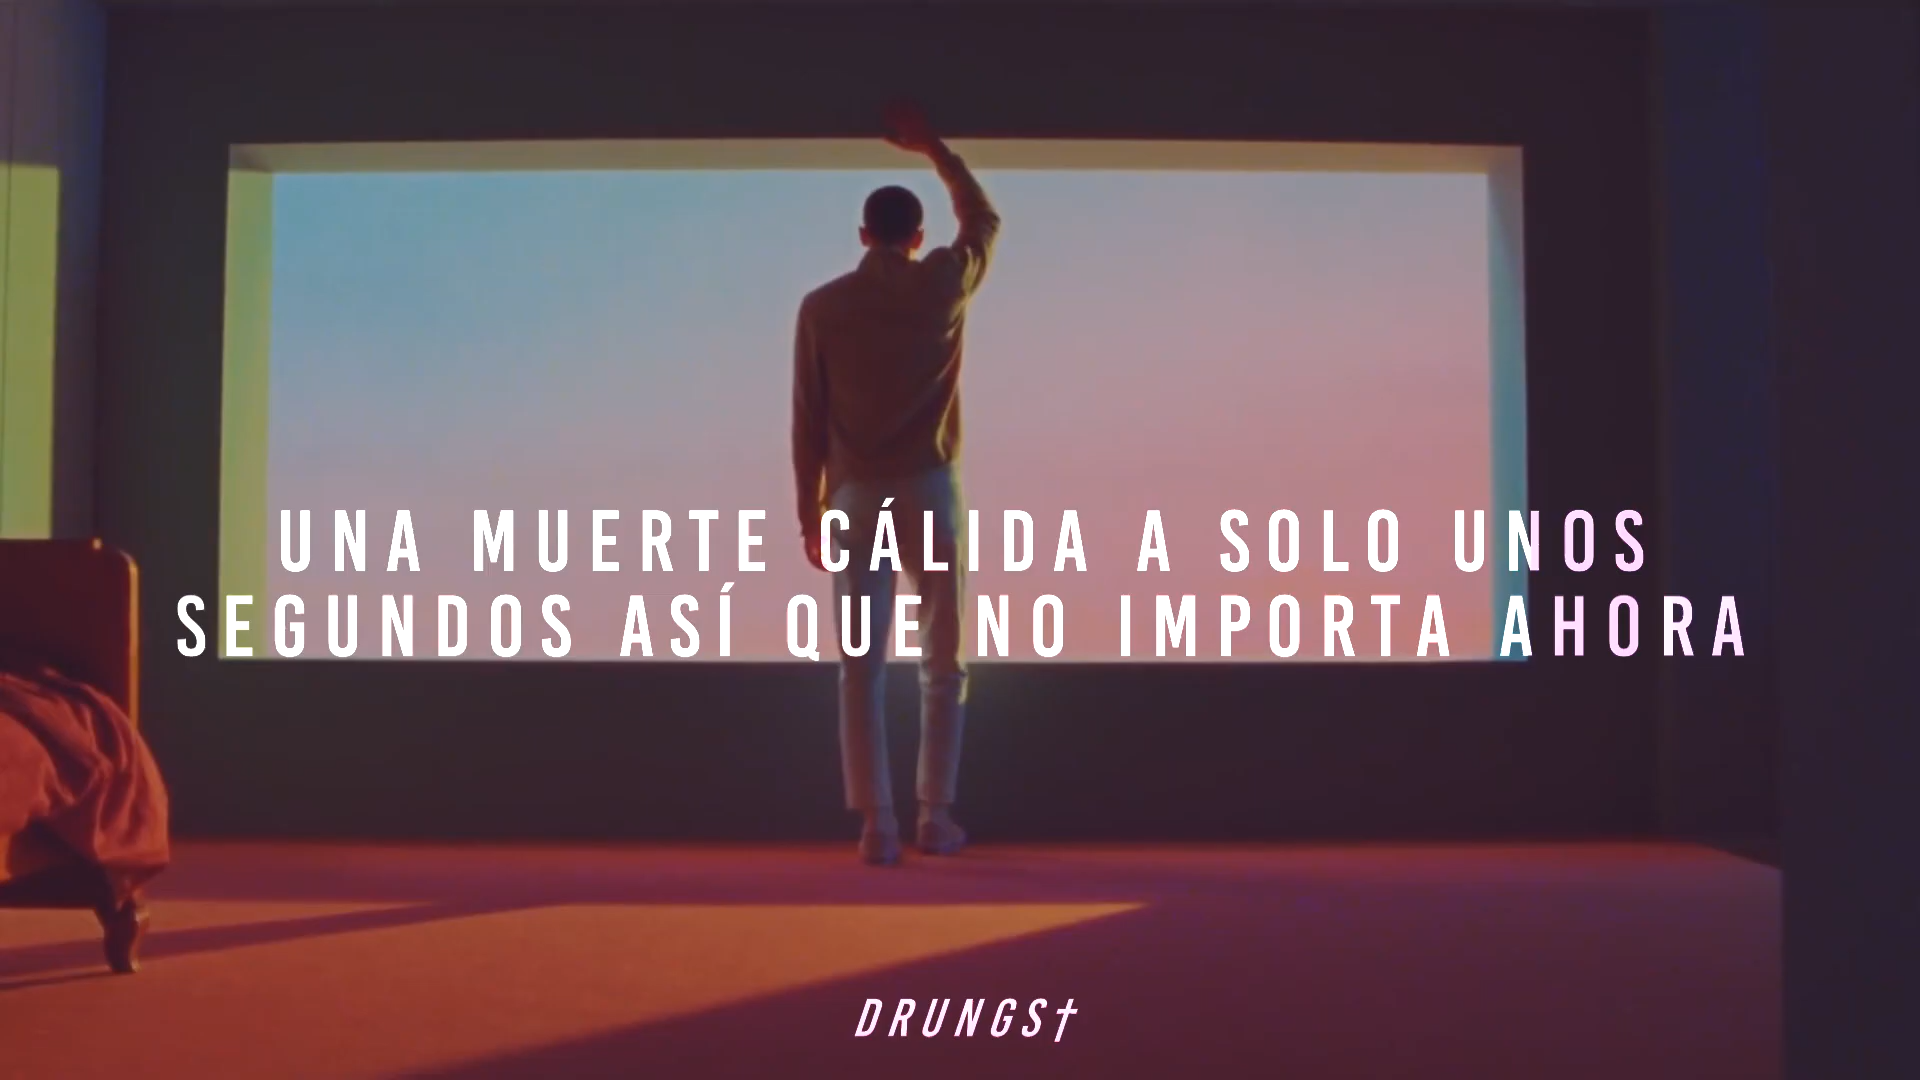 UNA MUERTE CÁLIDA A SOLO UNOS
SEGUNDOS ASÍ QUE NO IMPORTA AHORA
DRUNGS†